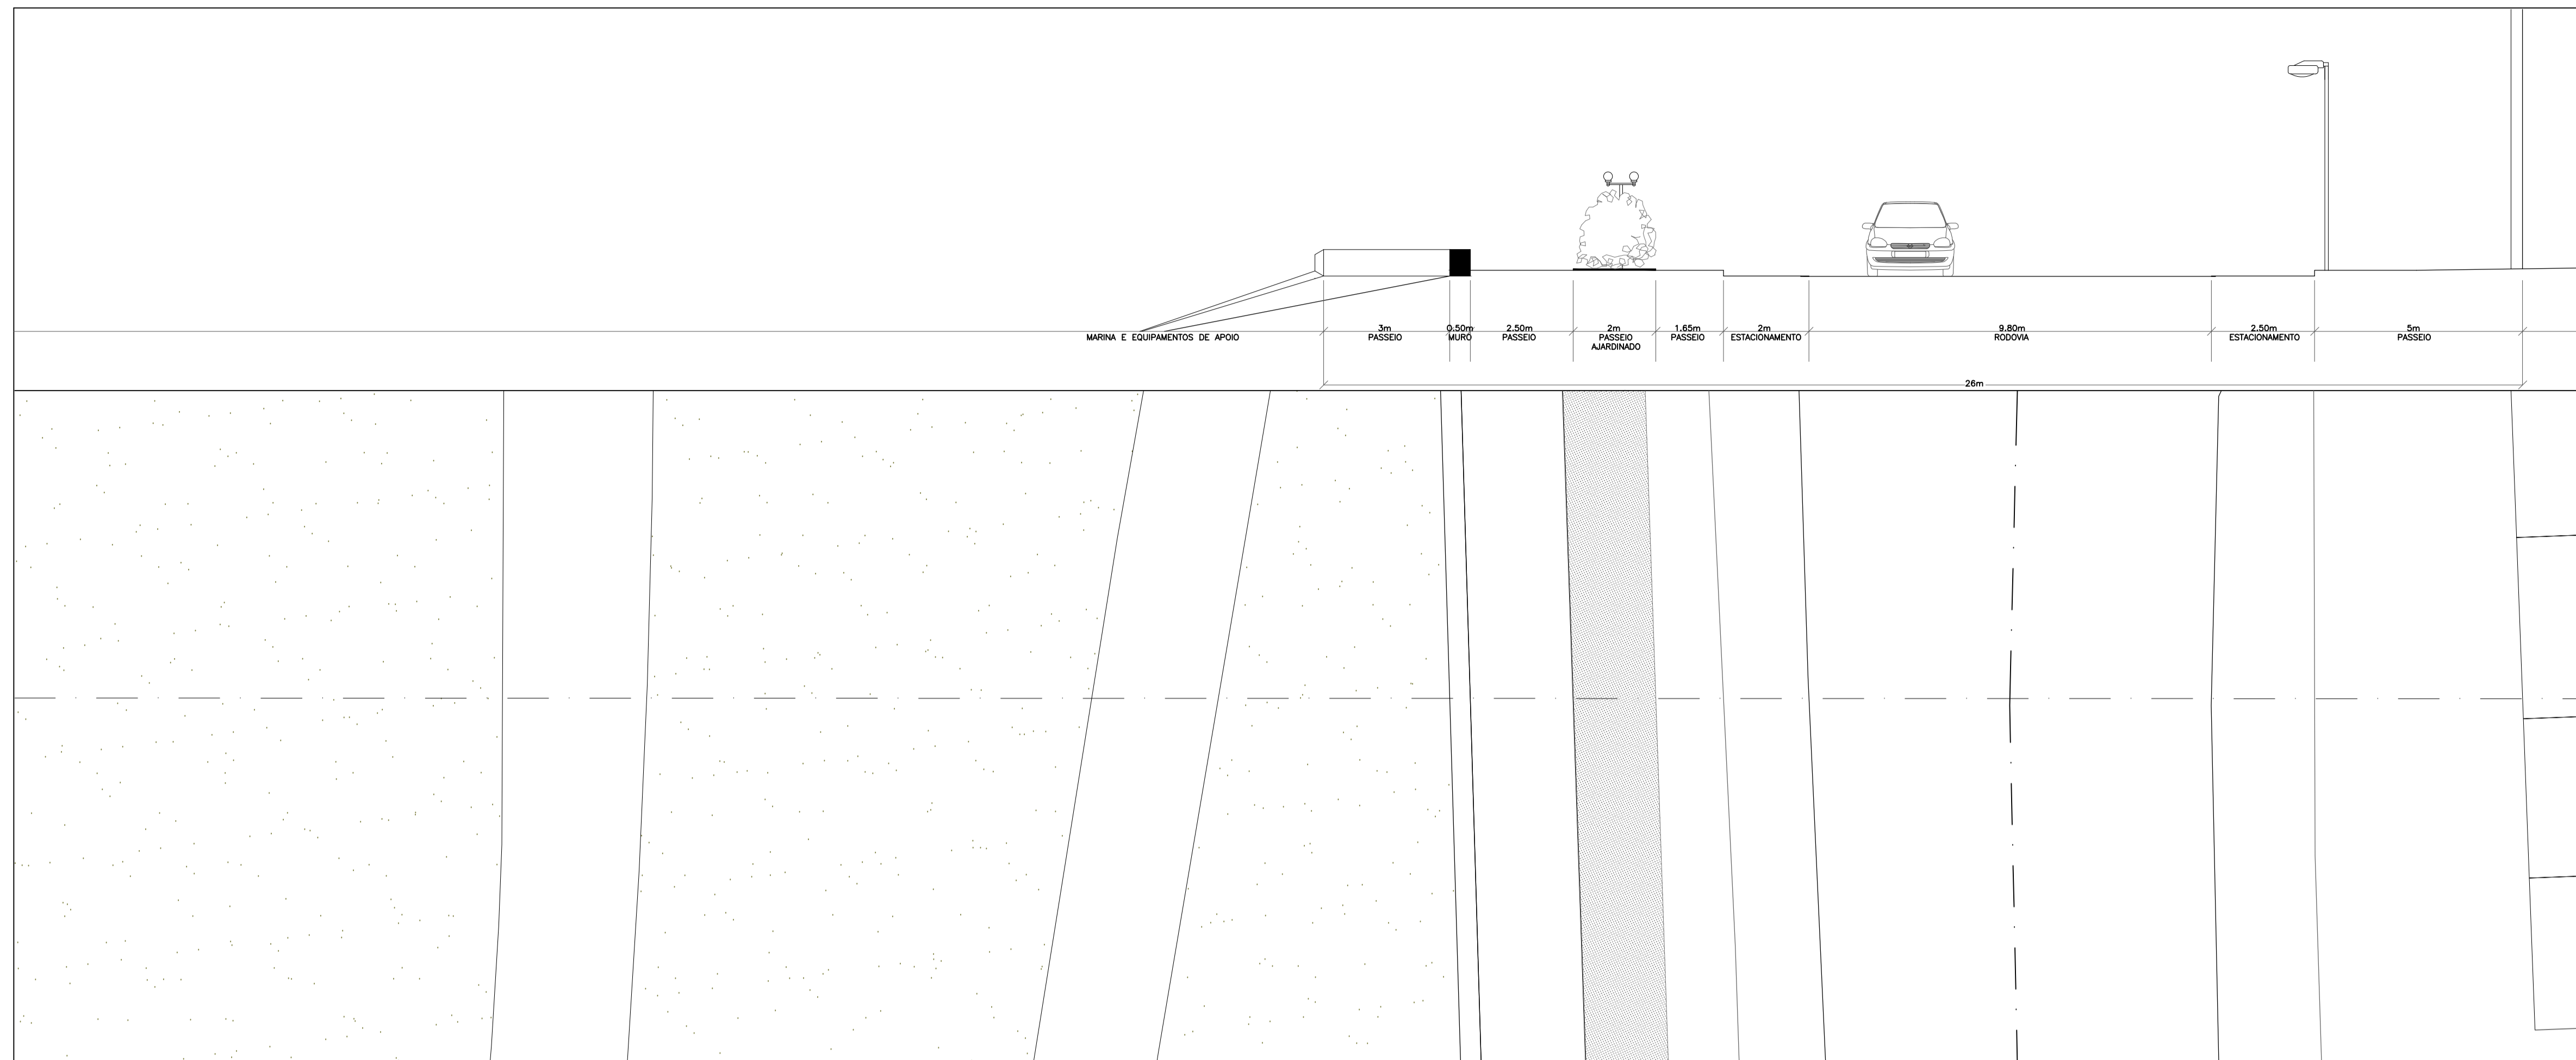 MARINA E EQUIPAMENTOS DE APOIO
3m
PASSEIO
0.50m
MURO
2.50m
PASSEIO
2m
PASSEIO
AJARDINADO
1.65m
PASSEIO
2m
ESTACIONAMENTO
9.80m
RODOVIA
2.50m
ESTACIONAMENTO
5m
PASSEIO
26m